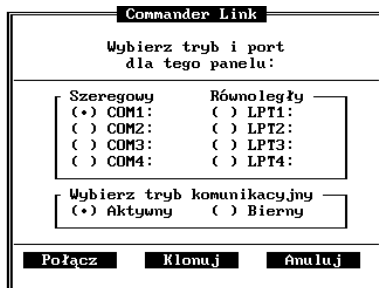 Commander Link
Wybierz tryb i port
dla tego panelu:
Szeregowy Równoległy
(•) COM1: ( ) LPT1:
( ) COM2: ( ) LPT2:
( ) COM3: ( ) LPT3:
( ) COM4: ( ) LPT4:
Wybierz tryb komunikacyjny
(•) Aktywny ( ) Bierny
Połącz Klonuj Anuluj